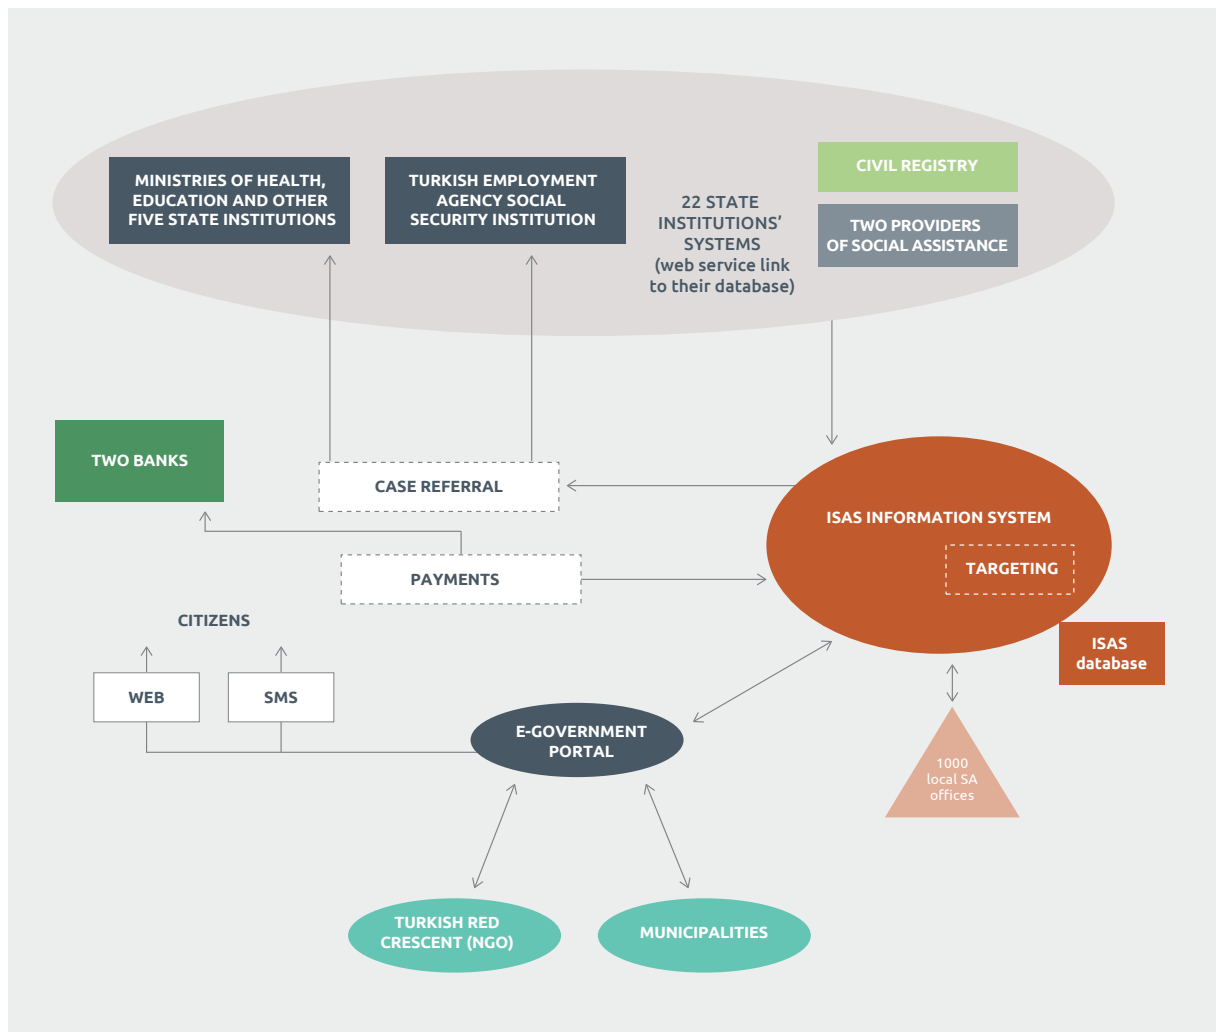 MINISTRIES OF HEALTH,
EDUCATION AND OTHER
FIVE STATE INSTITUTIONS
TURKISH EMPLOYMENT
AGENCY SOCIAL
SECURITY INSTITUTION
22 STATE
INSTITUTIONS’
SYSTEMS
(web service link
to their database)
CIVIL REGISTRY
TWO PROVIDERS
OF SOCIAL ASSISTANCE
TWO BANKS
CASE REFERRAL
PAYMENTS
ISAS INFORMATION SYSTEM
TARGETING
ISAS
database
CITIZENS
WEB
SMS
E-GOVERNMENT
PORTAL
1000
local SA
offices
TURKISH RED
CRESCENT (NGO)
MUNICIPALITIES